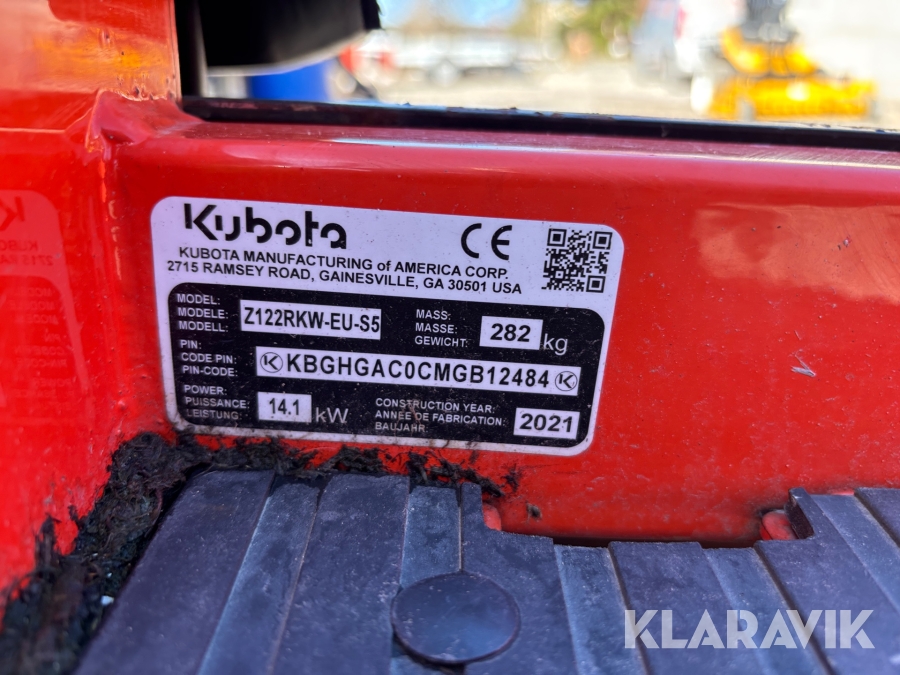 Kubota
CE
KUBOTA MANUFACTURING of AMERICA CORP.
2715 RAMSEY ROAD, GAINESVILLE, GA 30501 USA
MODEL:
MODELE:
MODELL:
Z122RKW-EU-S5
MASS:
MASSE:
GEWICHT:
282 kg
PIN:
CODE PIN:
PIN-CODE:
KBGHGAC0CMGB12484
POWER:
PUISSANCE:
LEISTUNG:
14.1 kW
CONSTRUCTION YEAR:
ANNÉE DE FABRICATION:
BAUJAHR:
2021
KLARAVIK